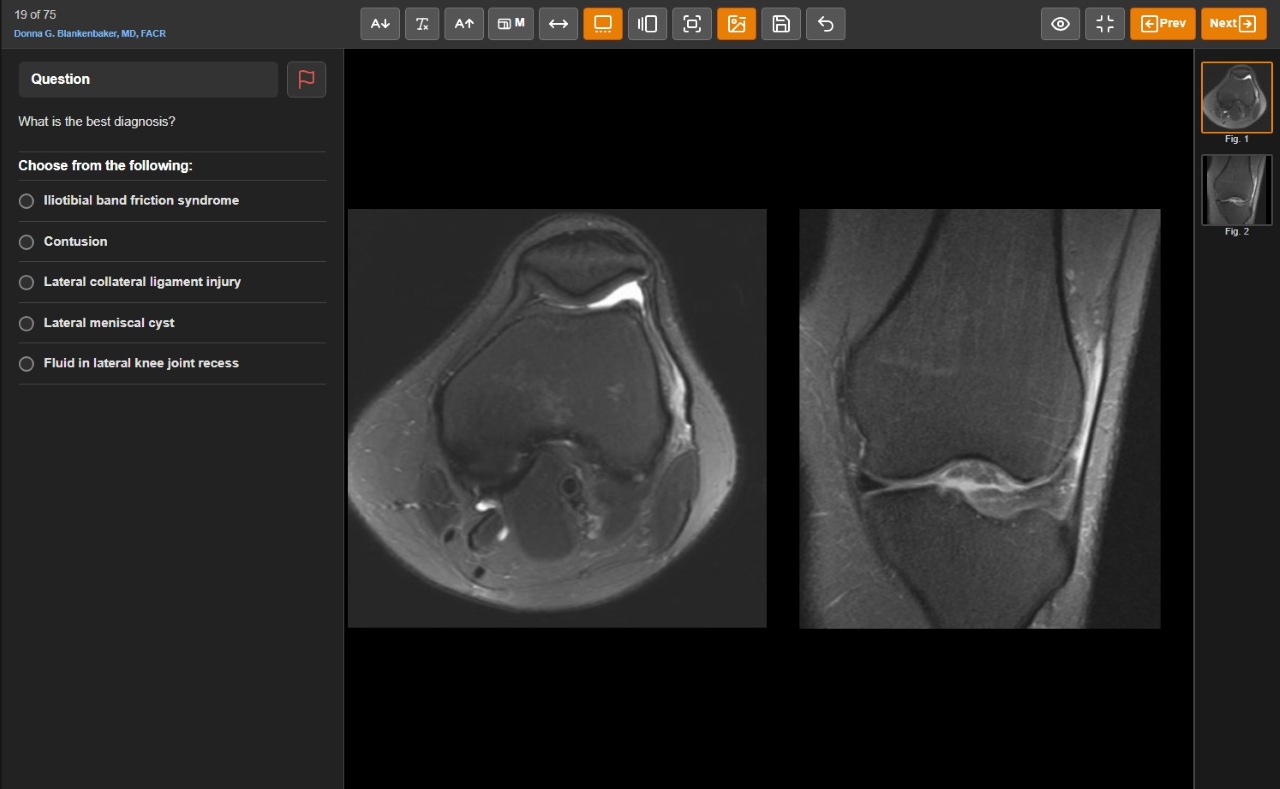 19 of 75
Donna G. Blankenbaker, MD, FACR
A
Tx
A
M
Prev
Next
Question
What is the best diagnosis?
Choose from the following:
Iliotibial band friction syndrome
Contusion
Lateral collateral ligament injury
Lateral meniscal cyst
Fluid in lateral knee joint recess
Fig. 1
Fig. 2